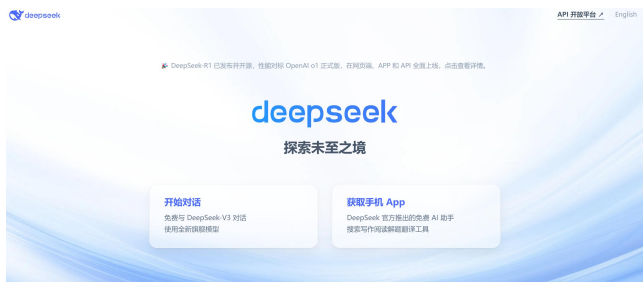 deepseek
API 开放平台 ↗ English
🎉 DeepSeek-R1 已发布并开源，性能对标 OpenAI o1 正式版，在网页端、APP 和 API 全面上线，点击查看详情。
deepseek
探索未至之境
开始对话
免费与 DeepSeek-V3 对话
使用全新旗舰模型
获取手机 App
DeepSeek 官方推出的免费 AI 助手
搜索写作阅读解题翻译工具